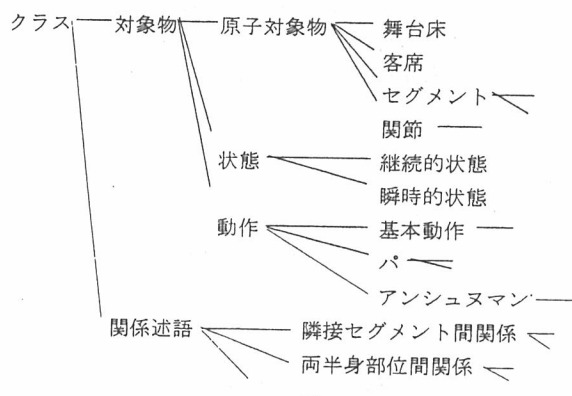 クラス 対象物 原子対象物 舞台床
客席
セグメント
関節
状態 継続的状態
瞬時的状態
動作 基本動作
パ
アンシェヌマン
関係述語 隣接セグメント間関係
両半身部位間関係